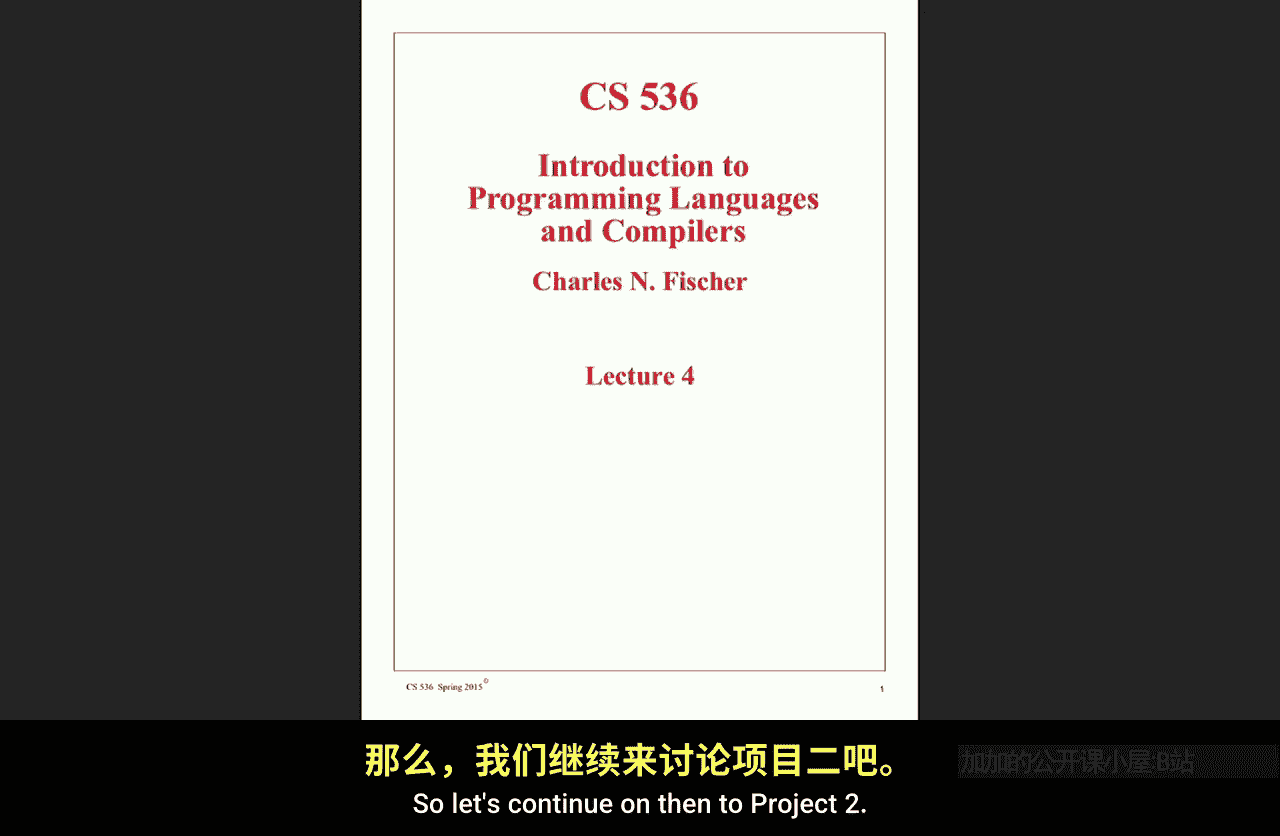 CS 536
Introduction to
Programming Languages
and Compilers
Charles N. Fischer
Lecture 4
CS 536 Spring 2015©
1
那么，我们继续来讨论项目二吧。
加加的公开课小屋B站
So let's continue on then to Project 2.